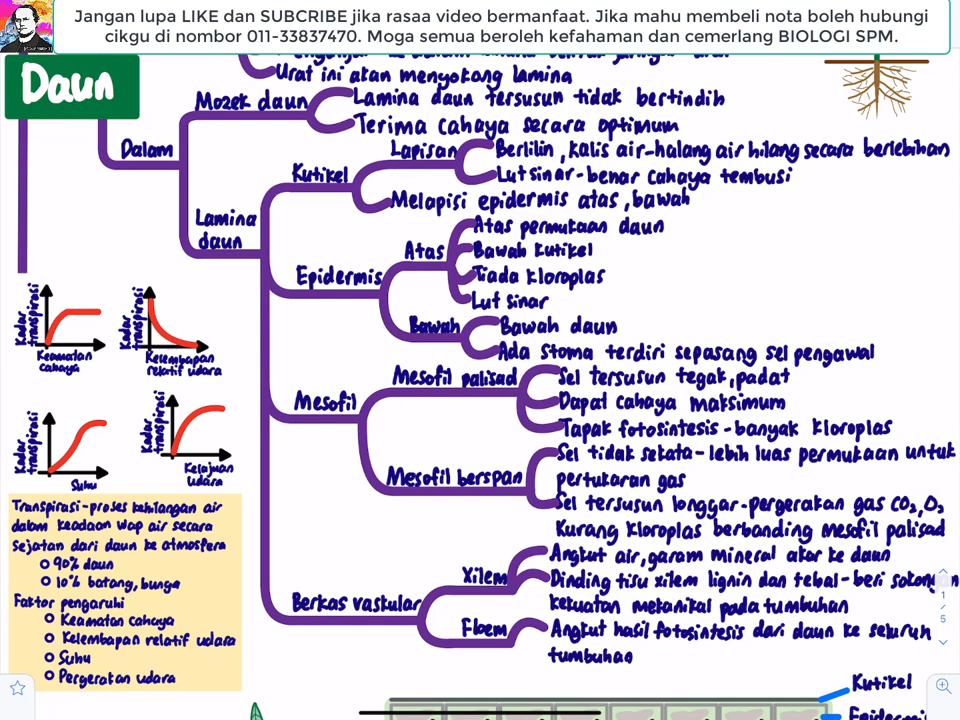 Jangan lupa LIKE dan SUBCRIBE jika rasaa video bermanfaat. Jika mahu membeli nota boleh hubungi
cikgu di nombor 011-33837470. Moga semua beroleh kefahaman dan cemerlang BIOLOGI SPM.
Daun
Urat ini akan menyokong lamina
Dalam
Mozek daun
Lamina daun tersusun tidak bertindih
Terima cahaya secara optimum
Lamina
daun
Kutikel
Lapisan
Berlilin, kalis air-halang air hilang secara berlebihan
Lutsinar-benar cahaya tembusi
Melapisi epidermis atas, bawah
Epidermis
Atas
Atas permukaan daun
Bawah kutikel
Tiada kloroplas
Lut sinar
Bawah
Bawah daun
Ada stoma terdiri sepasang sel pengawal
Mesofil
Mesofil palisad
Sel tersusun tegak, padat
Dapat cahaya maksimum
Tapak fotosintesis - banyak kloroplas
Mesofil berspan
Sel tidak sekata - lebih luas permukaan untuk
pertukaran gas
Sel tersusun longgar - pergerakan gas CO2, O2
Kurang kloroplas berbanding mesofil palisad
Berkas vaskular
Xilem
Angkut air, garam mineral akar ke daun
Dinding tisu xilem lignin dan tebal - beri sokongan
kekuatan mekanikal pada tumbuhan
Floem
Angkut hasil fotosintesis dari daun ke seluruh
tumbuhan
Kadar
transpirasi
Keamatan
cahaya
Kadar
transpirasi
Kelembapan
relatif udara
Kadar
transpirasi
Suhu
Kadar
transpirasi
Kelajuan
udara
Transpirasi - proses kehilangan air
dalam keadaan wap air secara
sejatan dari daun ke atmosfera
90% daun
10% batang, bunga
Faktor pengaruhi
Keamatan cahaya
Kelembapan relatif udara
Suhu
Pergerakan udara
1
/
5
Kutikel